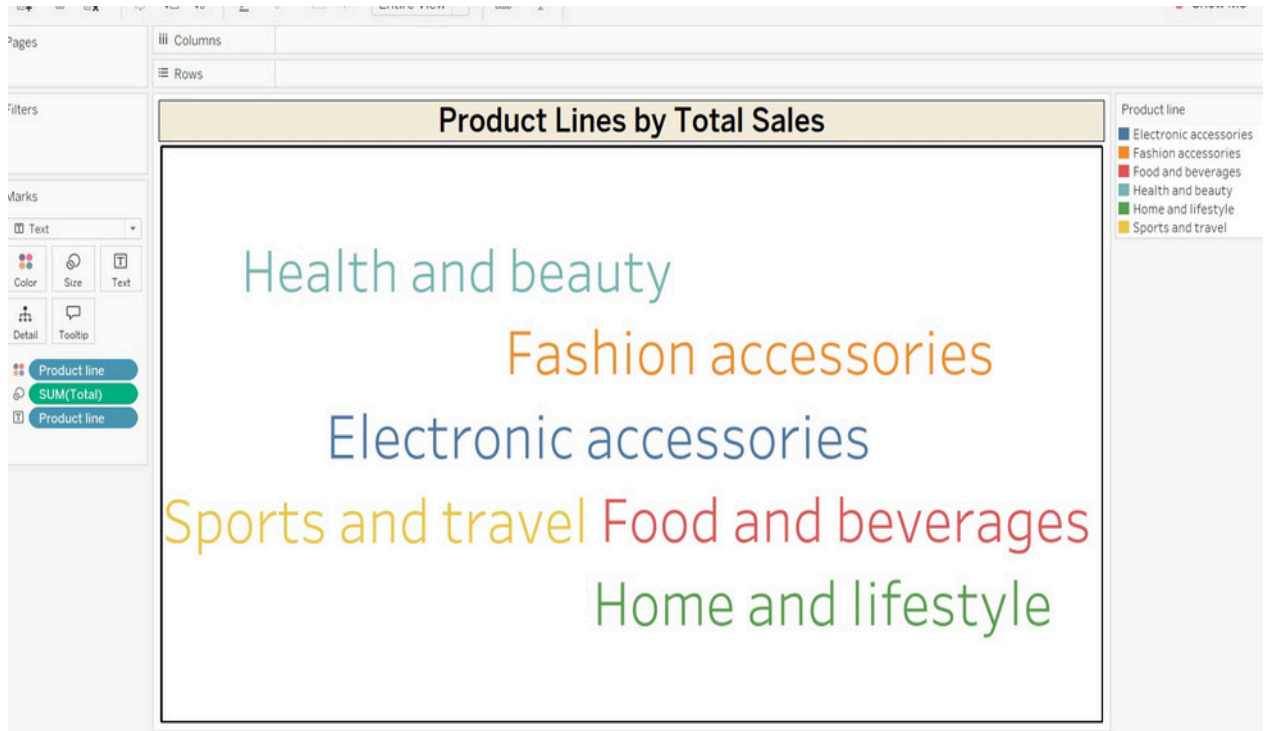 Pages
Columns
Rows
Filters
Product Lines by Total Sales
Product line
Electronic accessories
Fashion accessories
Food and beverages
Health and beauty
Home and lifestyle
Sports and travel
Marks
Text
Color Size Text
Detail Tooltip
Product line
SUM(Total)
Product line
Health and beauty
Fashion accessories
Electronic accessories
Sports and travel Food and beverages
Home and lifestyle